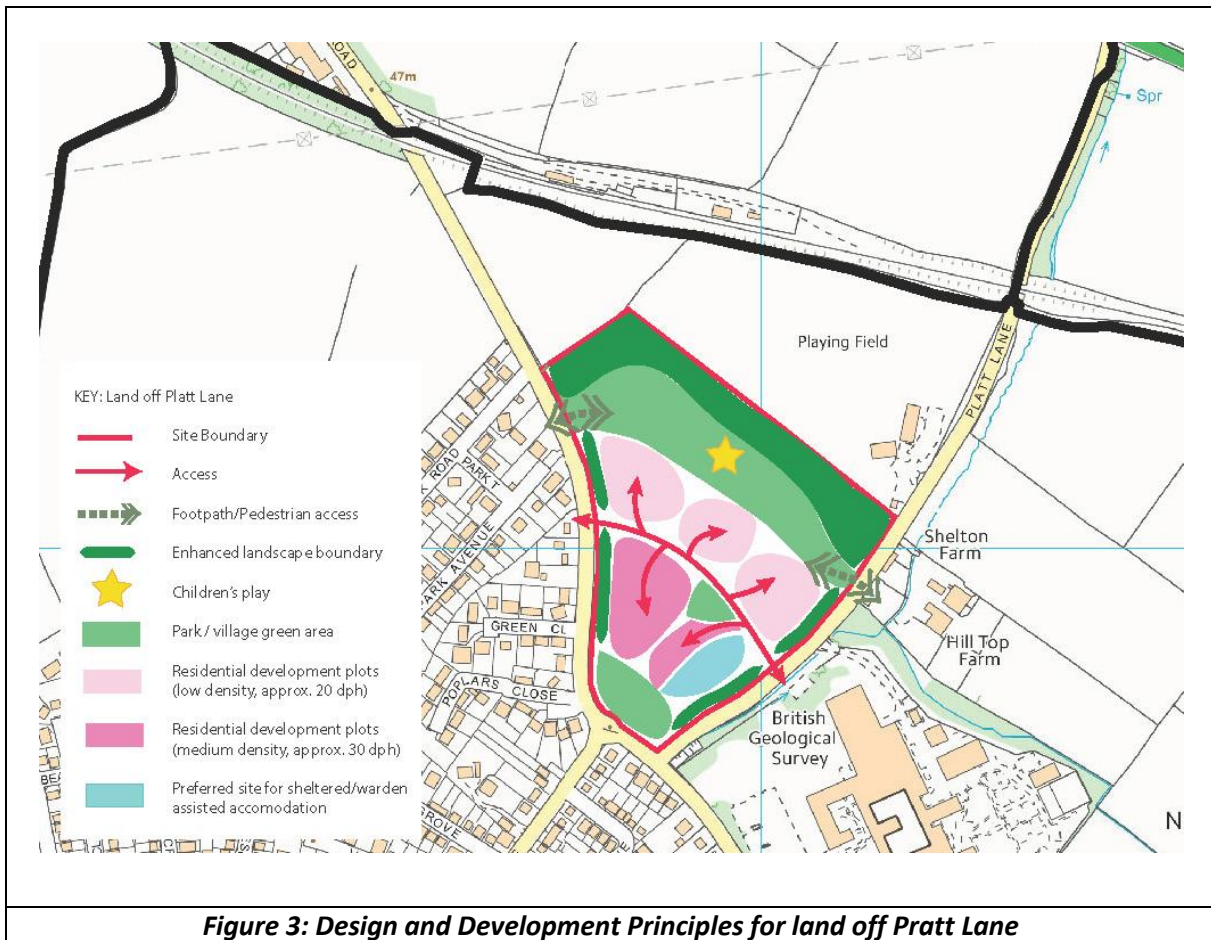 ROAD
47m
Spr
Playing Field
PLATT LANE
KEY: Land off Platt Lane
Site Boundary
Access
Footpath/Pedestrian access
Enhanced landscape boundary
Children's play
Park / village green area
Residential development plots
(low density, approx. 20 dph)
Residential development plots
(medium density, approx. 30 dph)
Preferred site for sheltered/warden
assisted accomodation
ROAD
PARK
PARK AVENUE
GREEN CL
POPLARS CLOSE
Shelton
Farm
Hill Top
Farm
British
Geological
Survey
N
GROVE
Figure 3: Design and Development Principles for land off Pratt Lane